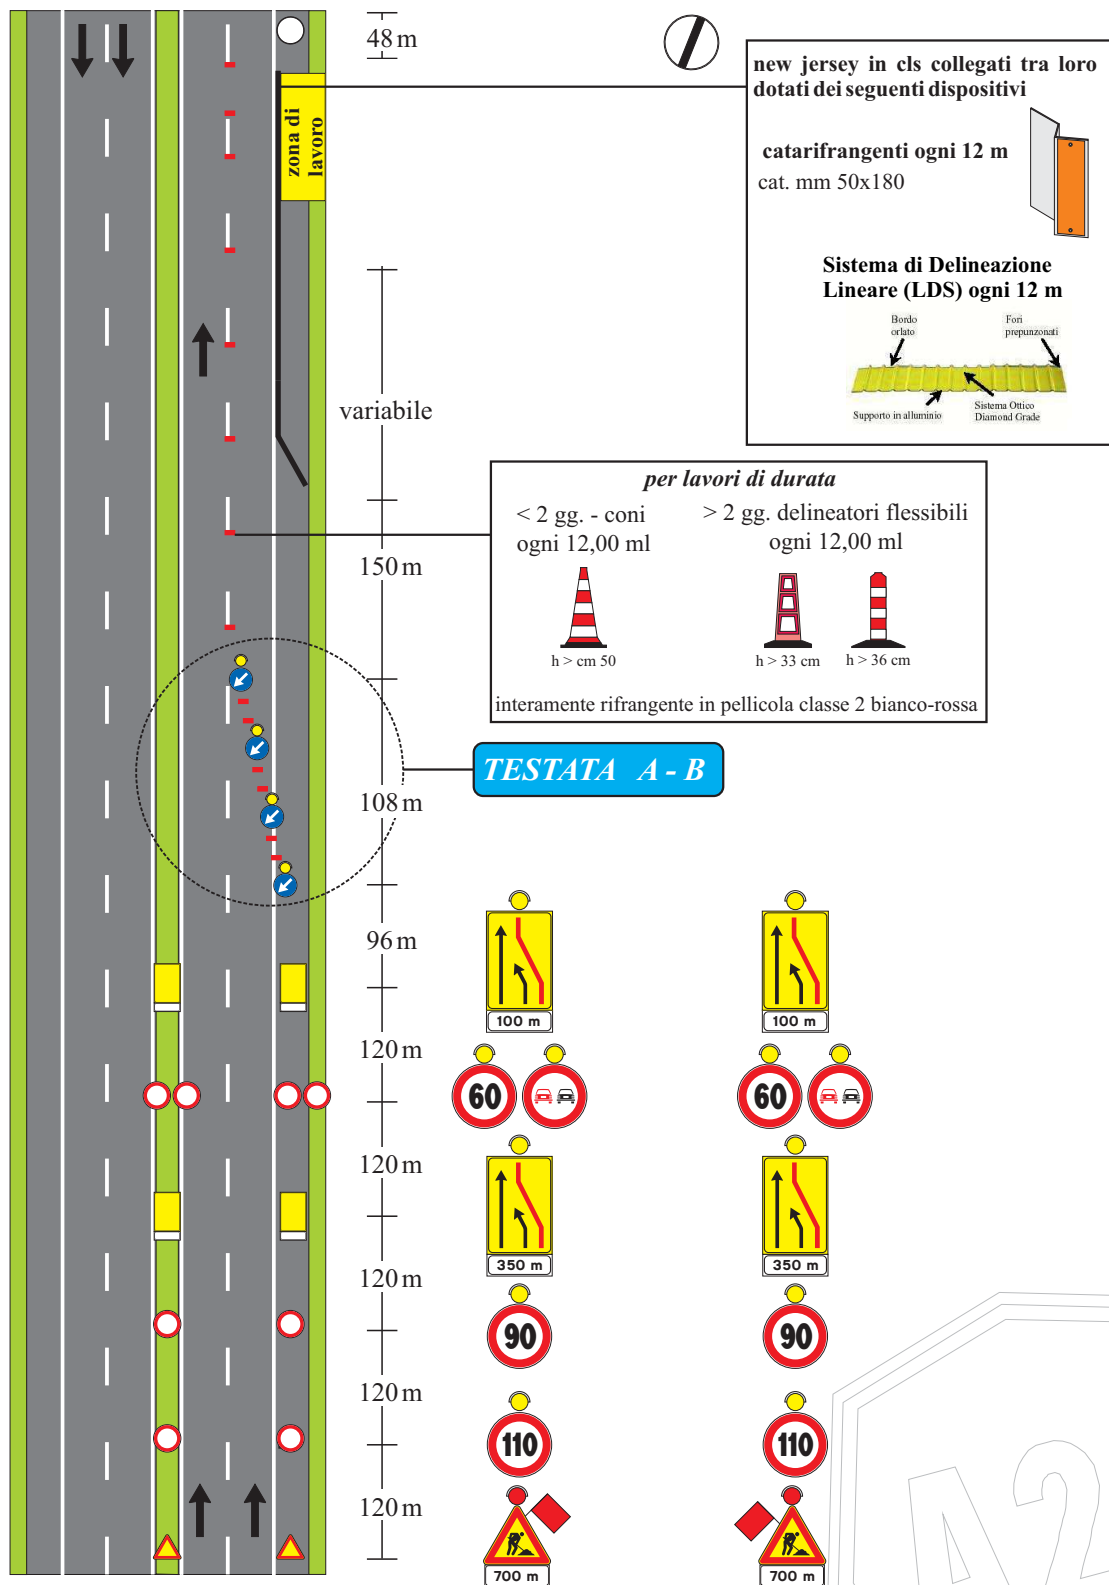 48 m
new jersey in cls collegati tra loro
dotati dei seguenti dispositivi
zona di
lavoro
catarifrangenti ogni 12 m
cat. mm 50x180
Sistema di Delineazione
Lineare (LDS) ogni 12 m
Bordo
orlato
Fori
prepunzonati
Supporto in alluminio
Sistema Ottico
Diamond Grade
variabile
per lavori di durata
< 2 gg. - coni
ogni 12,00 ml
> 2 gg. delineatori flessibili
ogni 12,00 ml
150 m
h > cm 50
h > 33 cm
h > 36 cm
interamente rifrangente in pellicola classe 2 bianco-rossa
TESTATA A - B
108 m
96 m
100 m
100 m
120 m
60
60
120 m
350 m
350 m
120 m
90
90
120 m
110
110
120 m
700 m
700 m
A2